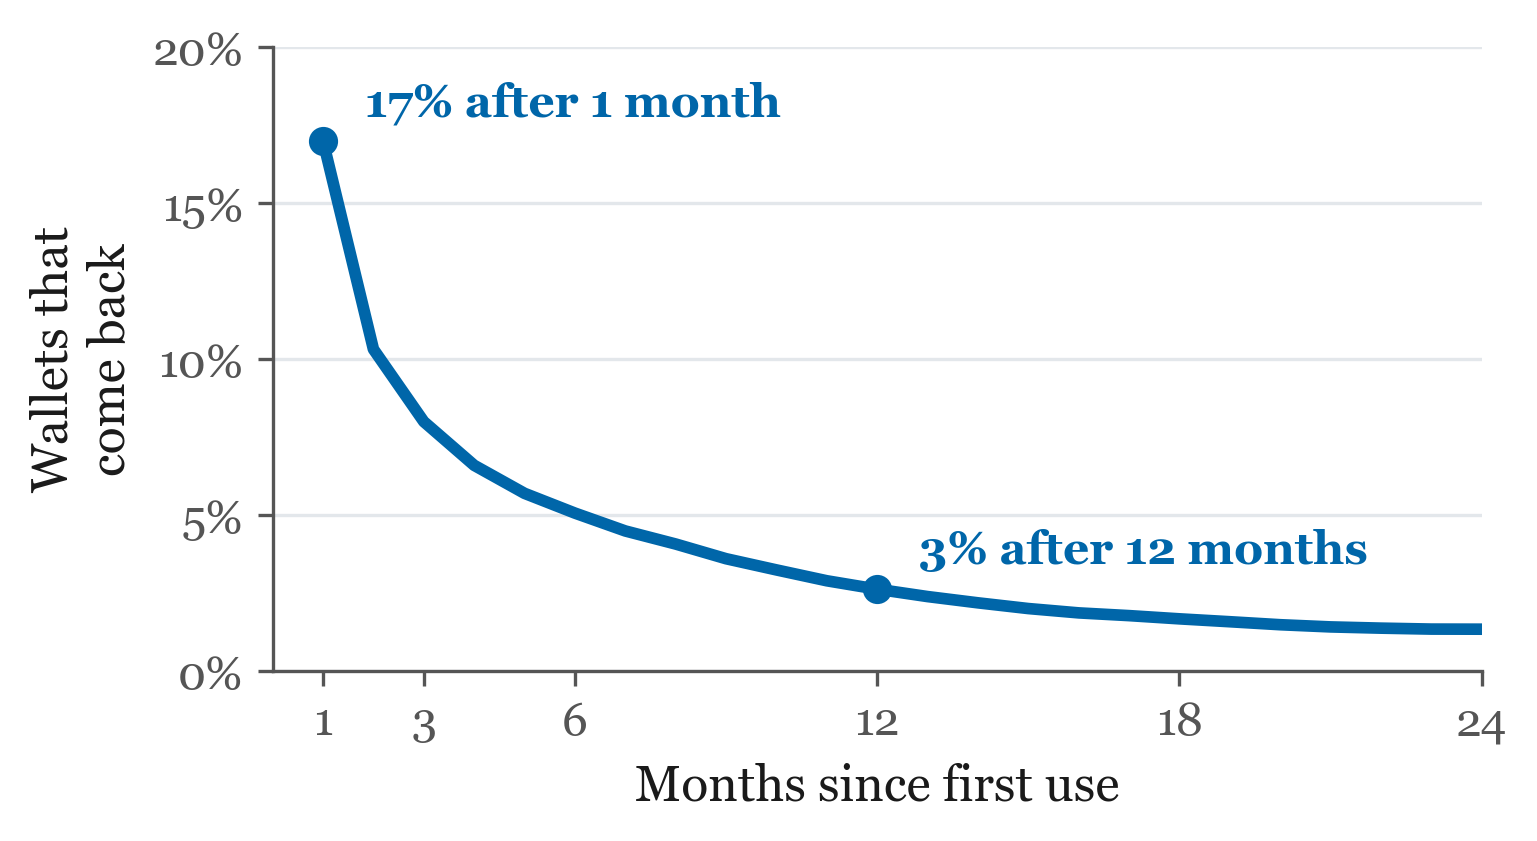 20%
17% after 1 month
15%
Wallets that
come back
10%
5%
3% after 12 months
0%
1 3 6 12 18 24
Months since first use